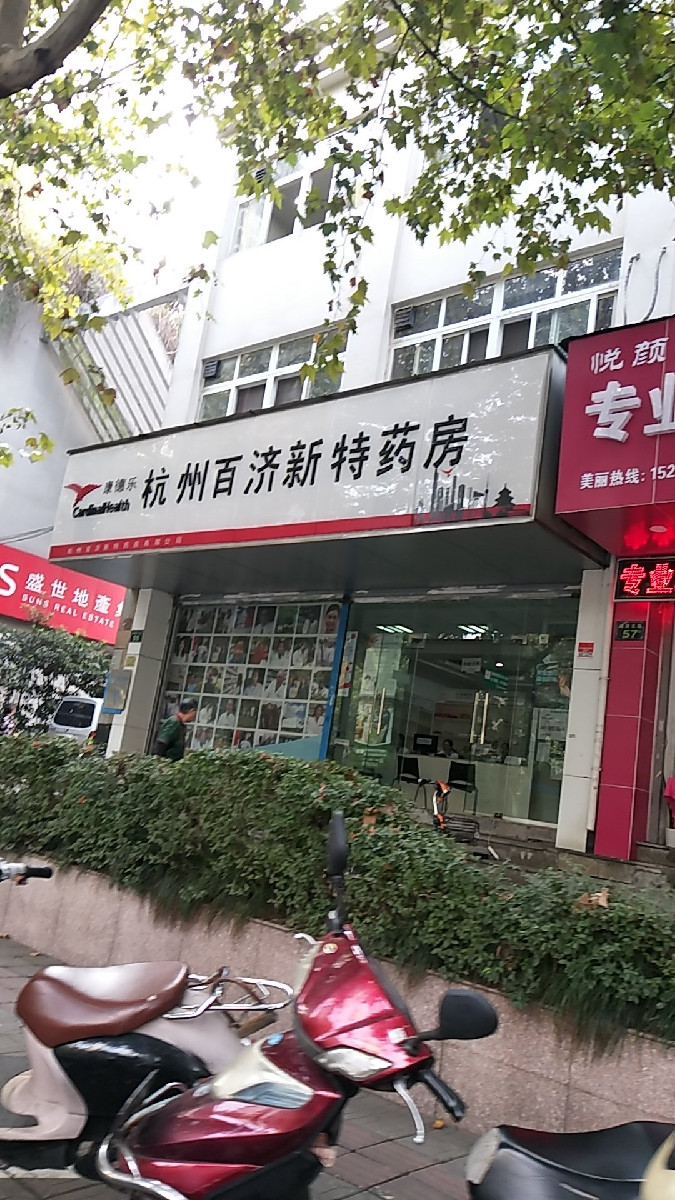 康德乐
CardinalHealth
杭州百济新特药房
盛世地產
SUNS REAL ESTATE
悦颜
专业
美丽热线：152
专业
57